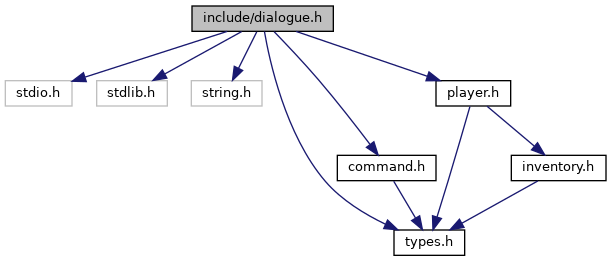 include/dialogue.h
stdio.h
stdlib.h
string.h
player.h
command.h
inventory.h
types.h